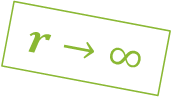 r → ∞